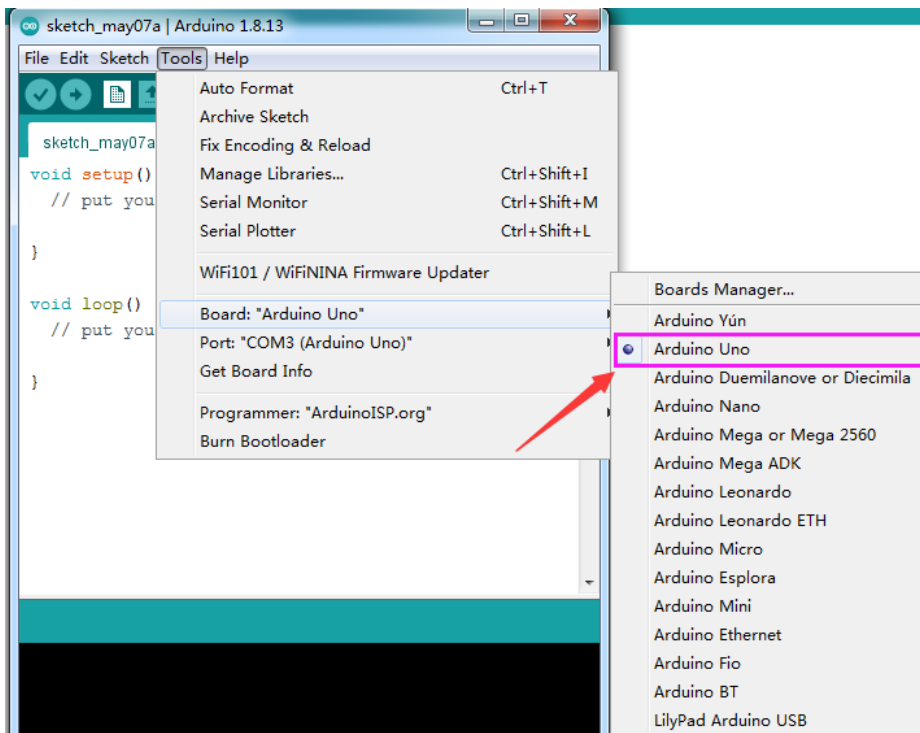 sketch_may07a | Arduino 1.8.13
File Edit Sketch Tools Help
sketch_may07a
void setup()
// put you
}
void loop()
// put you
}
Auto Format Ctrl+T
Archive Sketch
Fix Encoding & Reload
Manage Libraries... Ctrl+Shift+I
Serial Monitor Ctrl+Shift+M
Serial Plotter Ctrl+Shift+L
WiFi101 / WiFiNINA Firmware Updater
Board: "Arduino Uno"
Port: "COM3 (Arduino Uno)"
Get Board Info
Programmer: "ArduinoISP.org"
Burn Bootloader
Boards Manager...
Arduino Yún
Arduino Uno
Arduino Duemilanove or Diecimila
Arduino Nano
Arduino Mega or Mega 2560
Arduino Mega ADK
Arduino Leonardo
Arduino Leonardo ETH
Arduino Micro
Arduino Esplora
Arduino Mini
Arduino Ethernet
Arduino Fio
Arduino BT
LilyPad Arduino USB